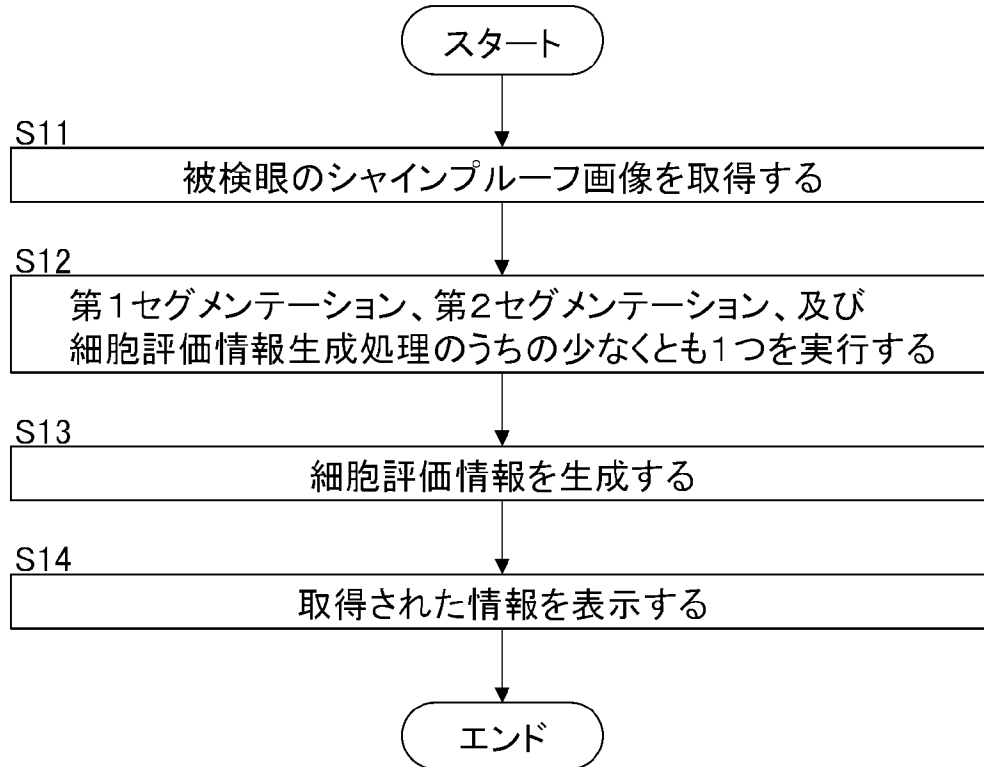 スタート
S11
被検眼のシャインプルーフ画像を取得する
S12
第１セグメンテーション、第２セグメンテーション、及び
細胞評価情報生成処理のうちの少なくとも１つを実行する
S13
細胞評価情報を生成する
S14
取得された情報を表示する
エンド